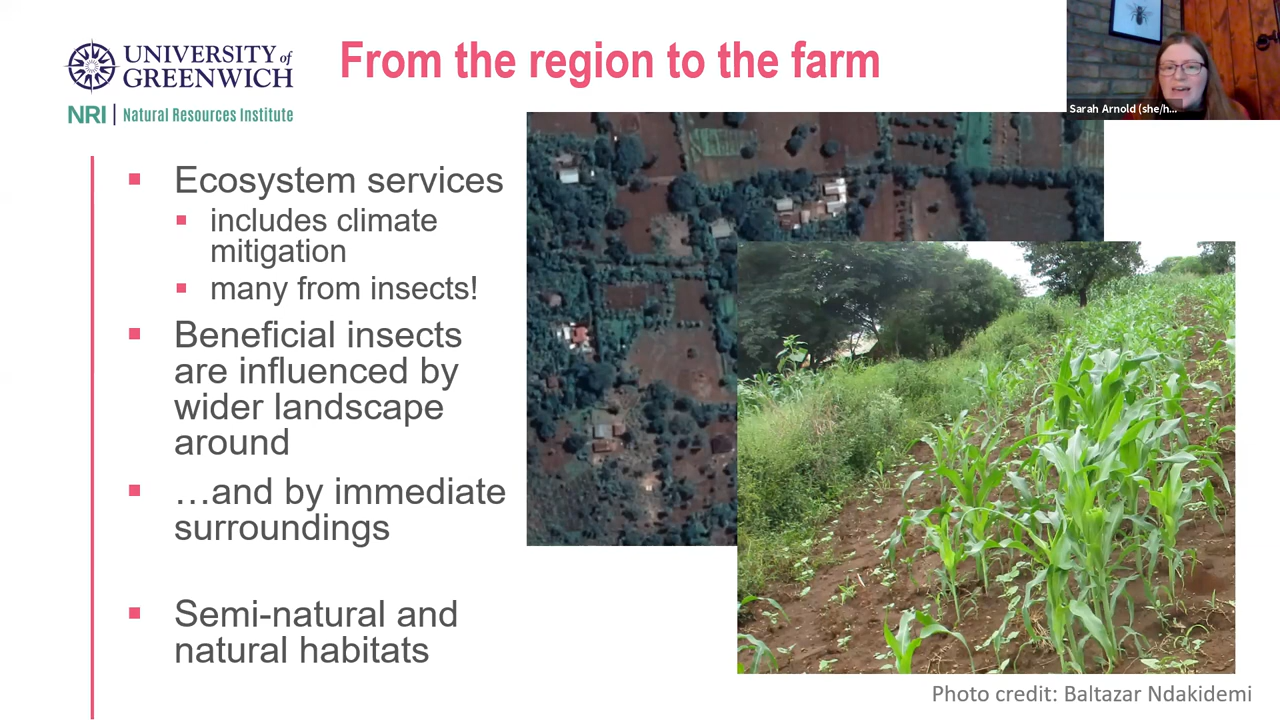 UNIVERSITY of
GREENWICH
NRI | Natural Resources Institute
From the region to the farm
Sarah Arnold (she/h...
Ecosystem services
includes climate
mitigation
many from insects!
Beneficial insects
are influenced by
wider landscape
around
…and by immediate
surroundings
Semi-natural and
natural habitats
Photo credit: Baltazar Ndakidemi